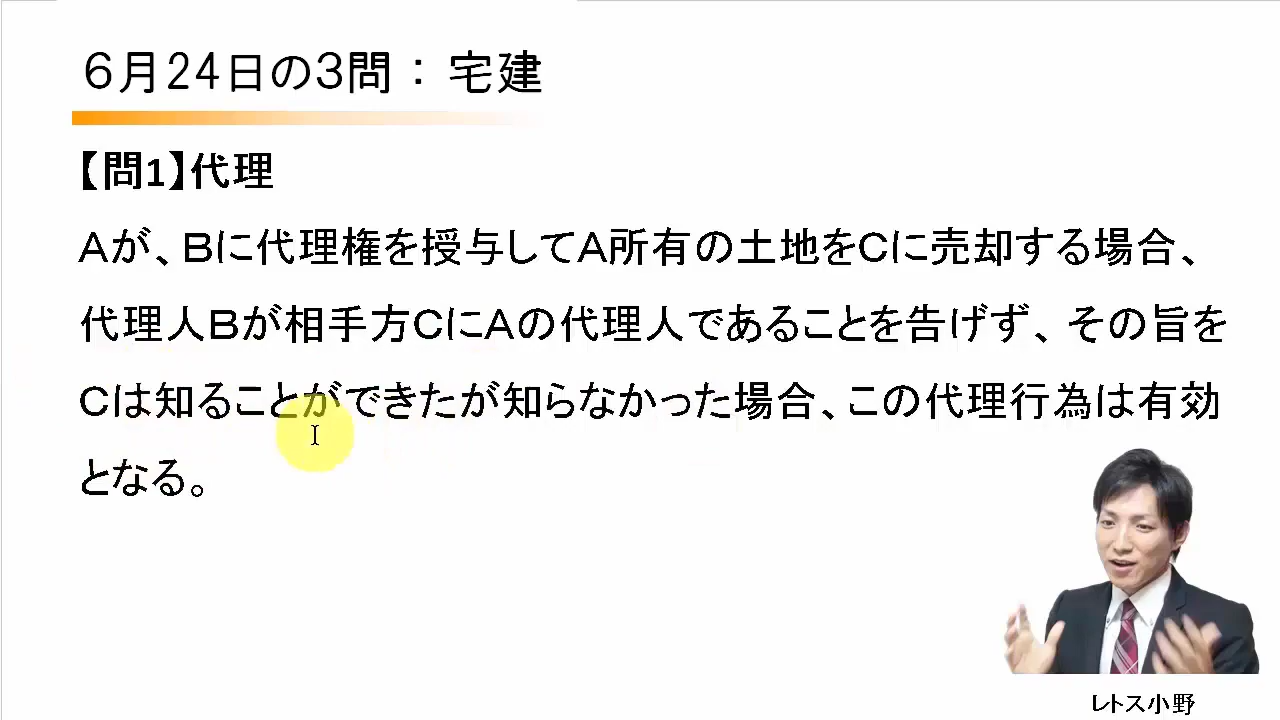 ６月24日の３問：宅建
【問1】代理
Ａが、Ｂに代理権を授与してＡ所有の土地をＣに売却する場合、
代理人Ｂが相手方ＣにＡの代理人であることを告げず、その旨を
Ｃは知ることができたが知らなかった場合、この代理行為は有効
となる。
レトス小野